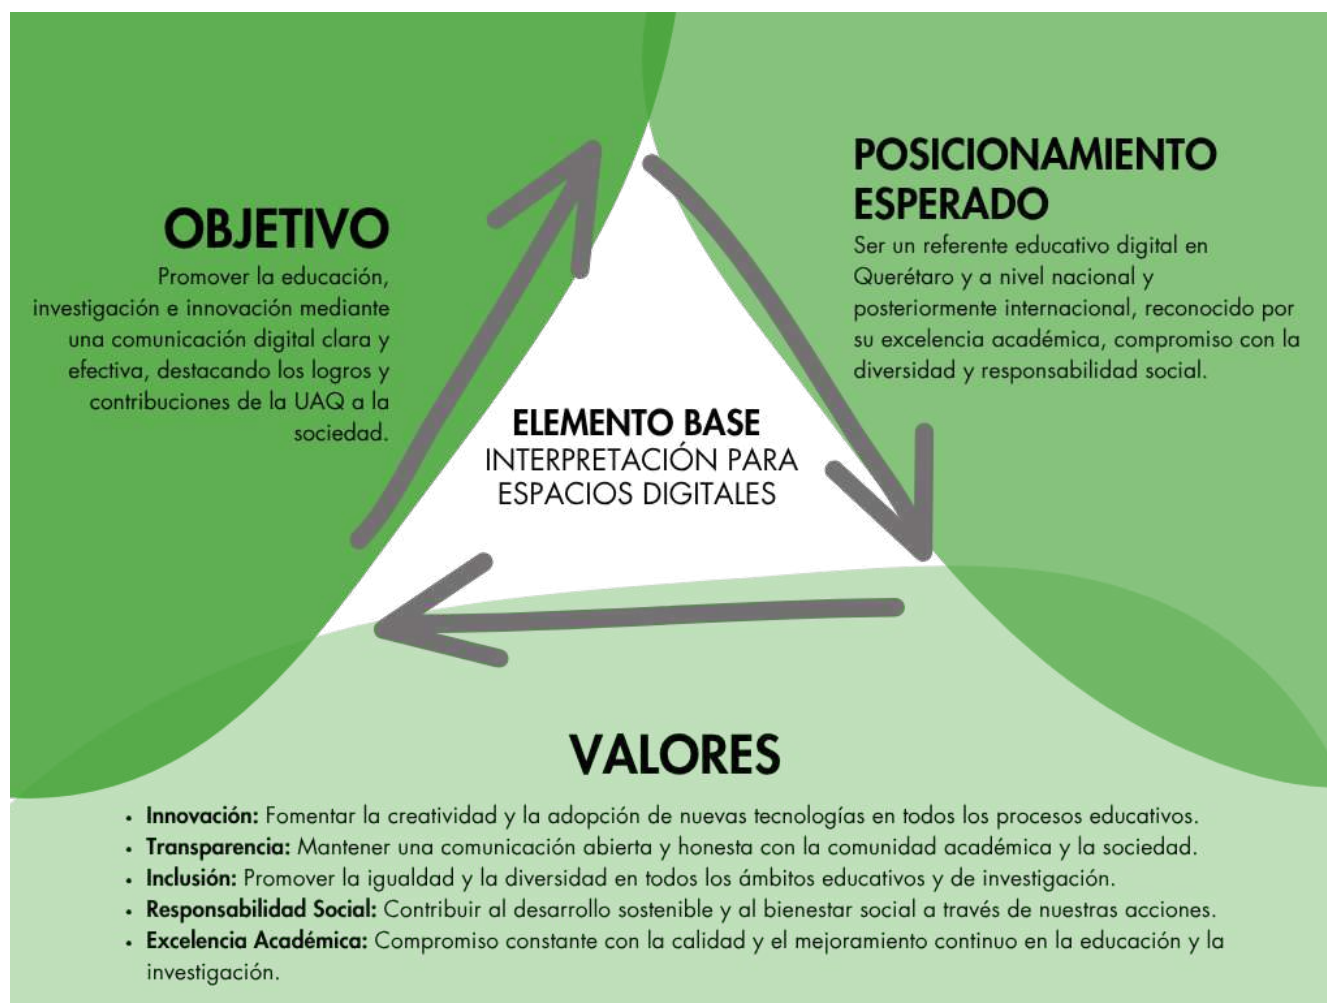 OBJETIVO
Promover la educación,
investigación e innovación mediante
una comunicación digital clara y
efectiva, destacando los logros y
contribuciones de la UAQ a la
sociedad.
POSICIONAMIENTO
ESPERADO
Ser un referente educativo digital en
Querétaro y a nivel nacional y
posteriormente internacional, reconocido por
su excelencia académica, compromiso con la
diversidad y responsabilidad social.
ELEMENTO BASE
INTERPRETACIÓN PARA
ESPACIOS DIGITALES
VALORES
• Innovación: Fomentar la creatividad y la adopción de nuevas tecnologías en todos los procesos educativos.
• Transparencia: Mantener una comunicación abierta y honesta con la comunidad académica y la sociedad.
• Inclusión: Promover la igualdad y la diversidad en todos los ámbitos educativos y de investigación.
• Responsabilidad Social: Contribuir al desarrollo sostenible y al bienestar social a través de nuestras acciones.
• Excelencia Académica: Compromiso constante con la calidad y el mejoramiento continuo en la educación y la
investigación.